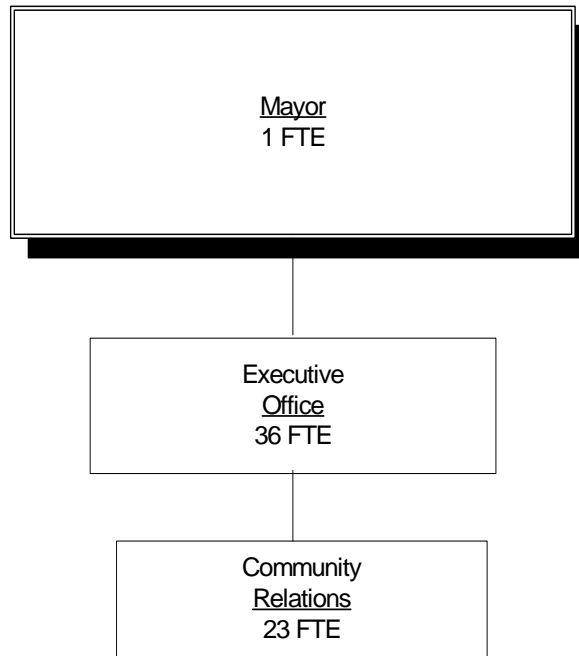 Mayor
1 FTE
Executive
Office
36 FTE
Community
Relations
23 FTE